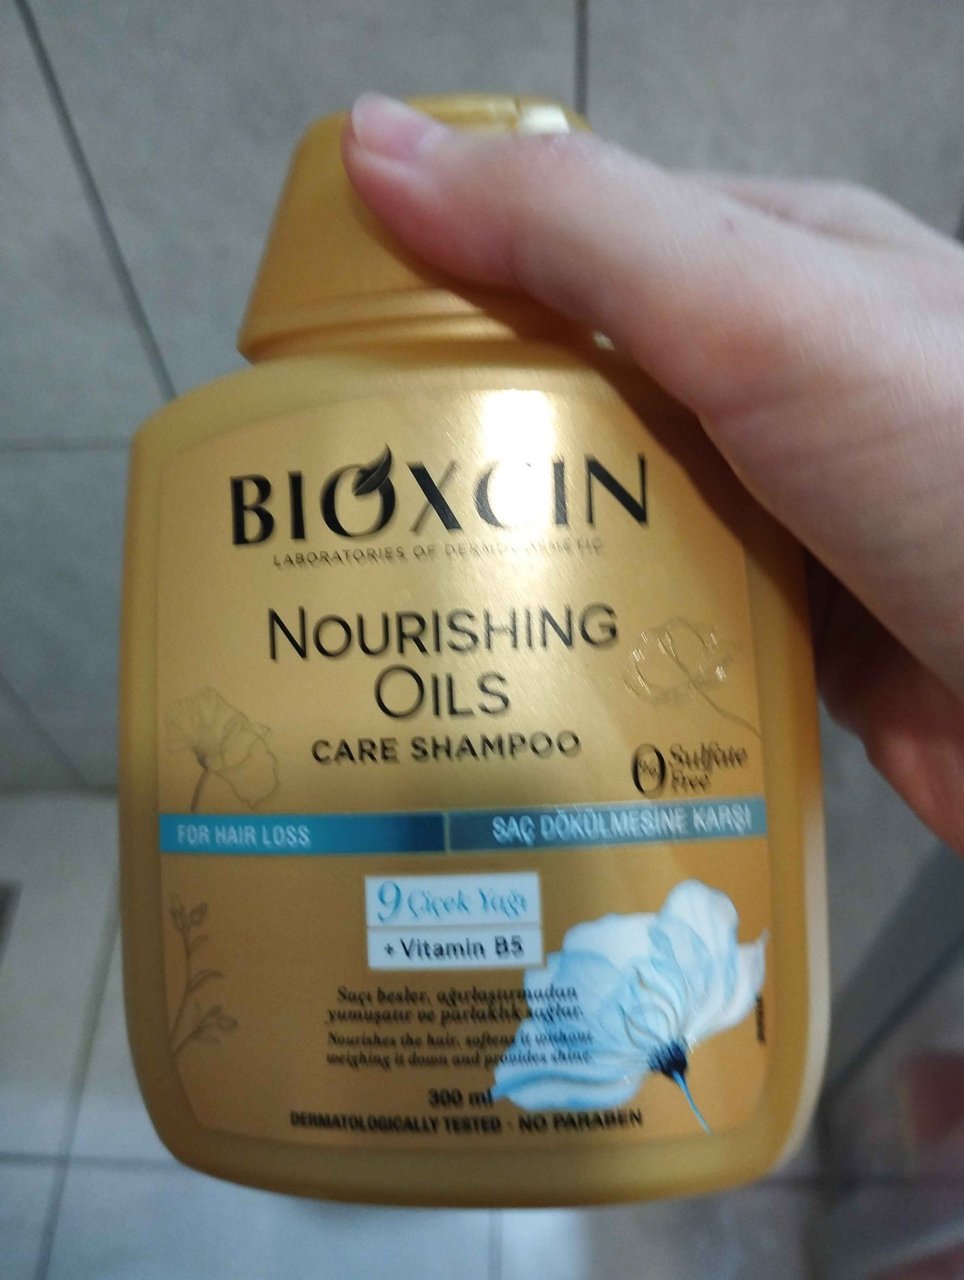 BIOXCIN
LABORATORIES OF DERMOCOSMETIC
NOURISHING
OILS
CARE SHAMPOO
%0 Sulfate
Free
FOR HAIR LOSS
SAÇ DÖKÜLMESİNE KARŞI
9 Çiçek Yağı
+ Vitamin B5
Saçı besler, ağırlaştırmadan
yumuşatır ve parlaklık sağlar.
Nourishes the hair, softens it without
weighing it down and provides shine.
300 ml
DERMATOLOGICALLY TESTED - NO PARABEN